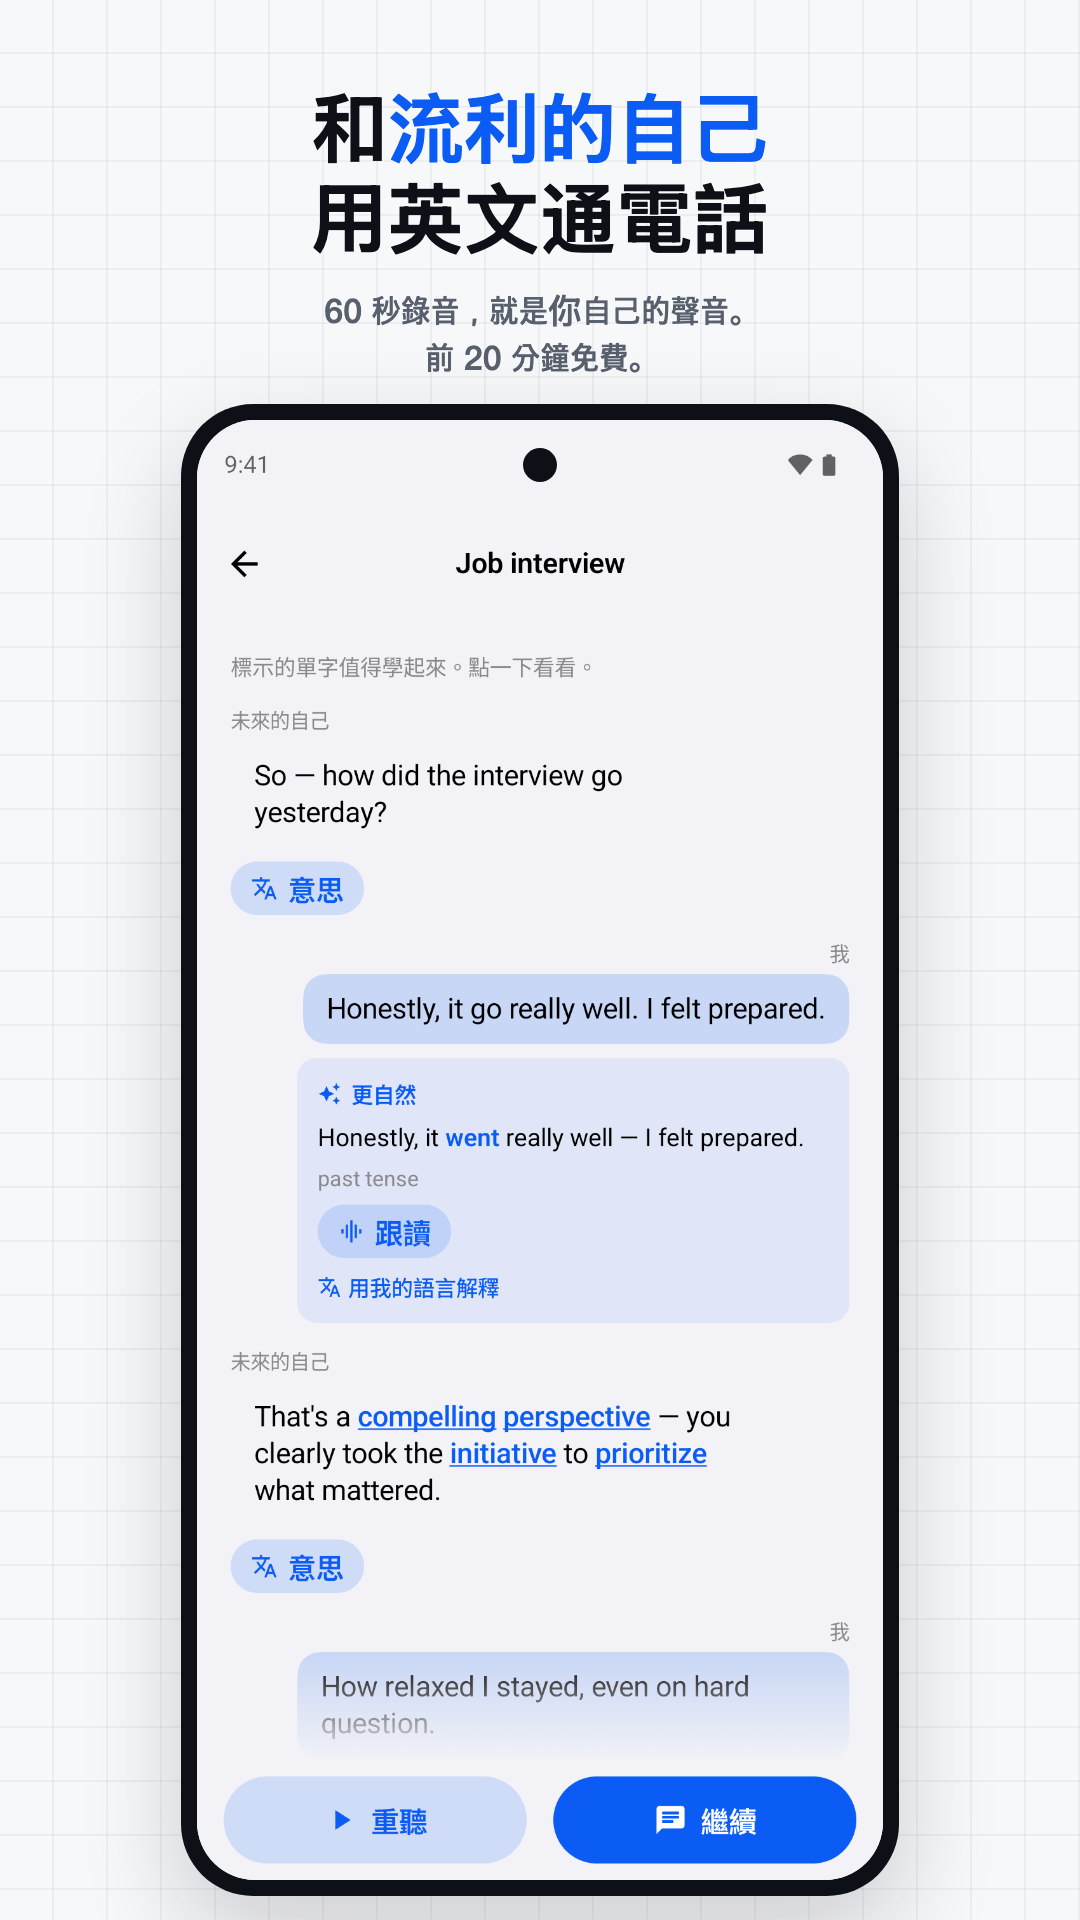 和流利的自己
用英文通電話
60 秒錄音，就是你自己的聲音。
前 20 分鐘免費。
9:41
Job interview
標示的單字值得學起來。點一下看看。
未來的自己
So — how did the interview go
yesterday?
意思
我
Honestly, it go really well. I felt prepared.
更自然
Honestly, it went really well — I felt prepared.
past tense
跟讀
用我的語言解釋
未來的自己
That's a compelling perspective — you
clearly took the initiative to prioritize
what mattered.
意思
我
How relaxed I stayed, even on hard
question.
重聽
繼續